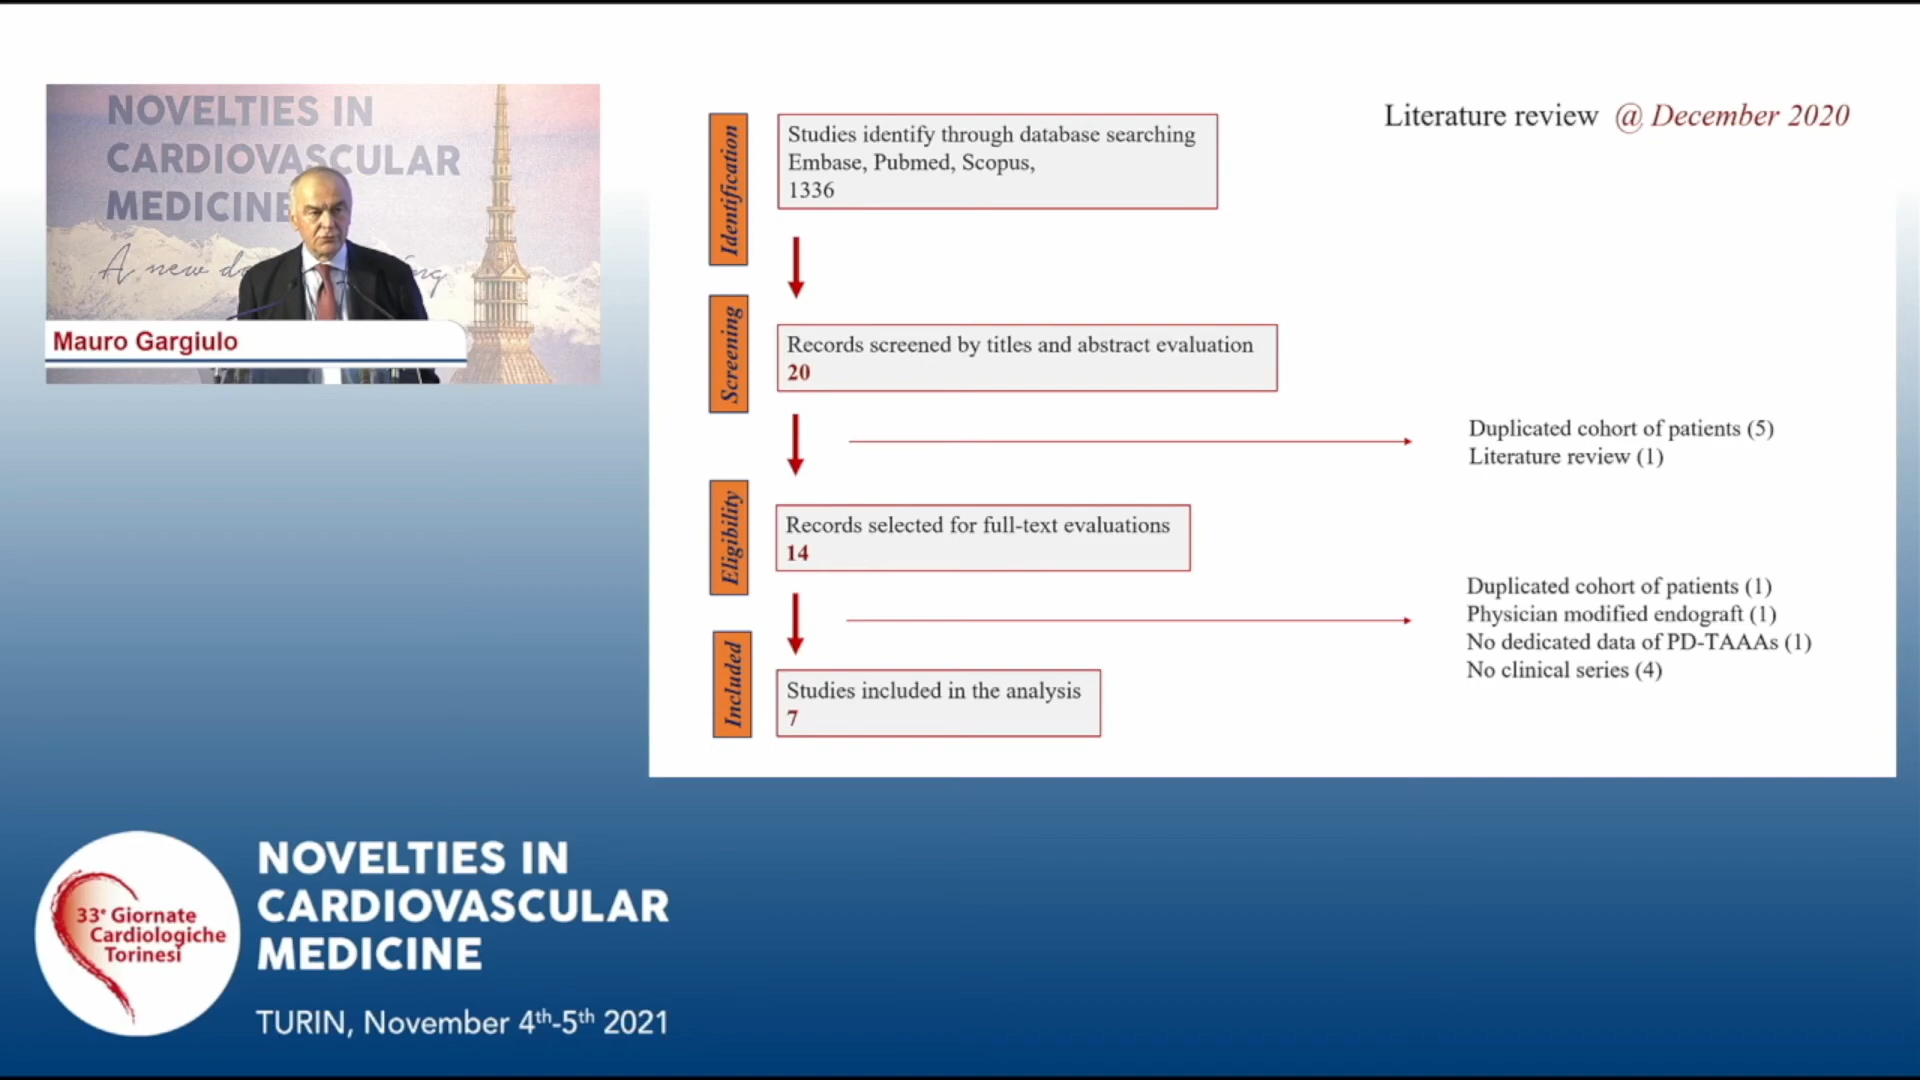 NOVELTIES IN
CARDIOVASCULAR
MEDICINE
A new
Mauro Gargiulo
Literature review @ December 2020
Identification
Studies identify through database searching
Embase, Pubmed, Scopus,
1336
Screening
Records screened by titles and abstract evaluation
20
Duplicated cohort of patients (5)
Literature review (1)
Eligibility
Records selected for full-text evaluations
14
Duplicated cohort of patients (1)
Physician modified endograft (1)
No dedicated data of PD-TAAAs (1)
No clinical series (4)
Included
Studies included in the analysis
7
33° Giornate
Cardiologiche
Torinesi
NOVELTIES IN
CARDIOVASCULAR
MEDICINE
TURIN, November 4th-5th 2021